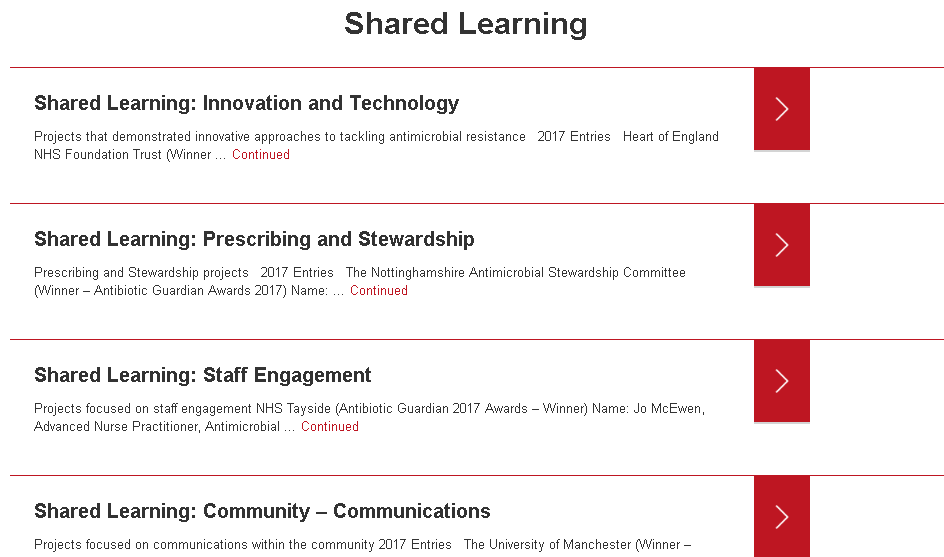 Shared Learning
Shared Learning: Innovation and Technology
Projects that demonstrated innovative approaches to tackling antimicrobial resistance   2017 Entries   Heart of England
NHS Foundation Trust (Winner … Continued
Shared Learning: Prescribing and Stewardship
Prescribing and Stewardship projects   2017 Entries   The Nottinghamshire Antimicrobial Stewardship Committee
(Winner – Antibiotic Guardian Awards 2017) Name: … Continued
Shared Learning: Staff Engagement
Projects focused on staff engagement NHS Tayside (Antibiotic Guardian 2017 Awards – Winner) Name: Jo McEwen,
Advanced Nurse Practitioner, Antimicrobial … Continued
Shared Learning: Community – Communications
Projects focused on communications within the community 2017 Entries   The University of Manchester (Winner –